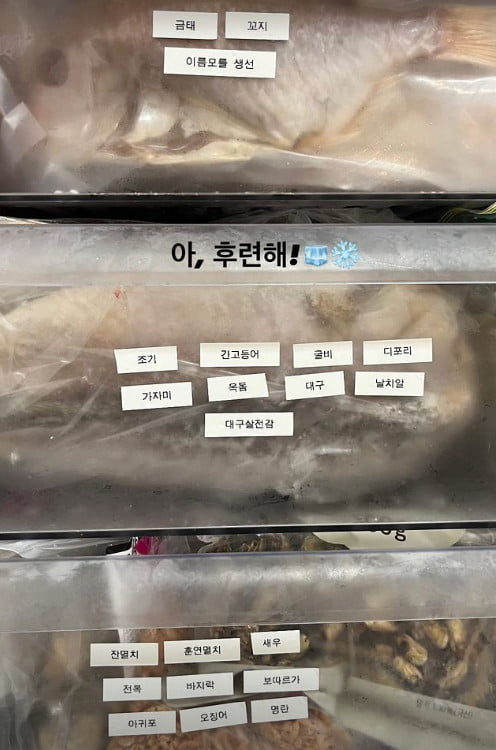 금태 꼬지
이름모를 생선
아, 후련해!
조기 긴고등어 굴비 디포리
가자미 옥돔 대구 날치알
대구살전감
잔멸치 훈연멸치 새우
전복 바지락 보따르가
아귀포 오징어 명란